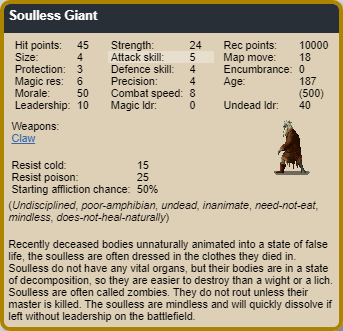 Soulless Giant
Hit points: 45 Strength: 24 Rec points: 10000
Size: 4 Attack skill: 5 Map move: 18
Protection: 3 Defence skill: 4 Encumbrance: 0
Magic res: 6 Precision: 4 Age: 187
Morale: 50 Combat speed: 8 (500)
Leadership: 10 Magic ldr: 0 Undead ldr: 40
Weapons:
Claw
Resist cold: 15
Resist poison: 25
Starting affliction chance: 50%
(Undisciplined, poor-amphibian, undead, inanimate, need-not-eat,
mindless, does-not-heal-naturally)
Recently deceased bodies unnaturally animated into a state of false
life, the soulless are often dressed in the clothes they died in.
Soulless do not have any vital organs, but their bodies are in a state
of decomposition, so they are easier to destroy than a wight or a lich.
Soulless are often called zombies. They do not rout unless their
master is killed. The soulless are mindless and will quickly dissolve if
left without leadership on the battlefield.